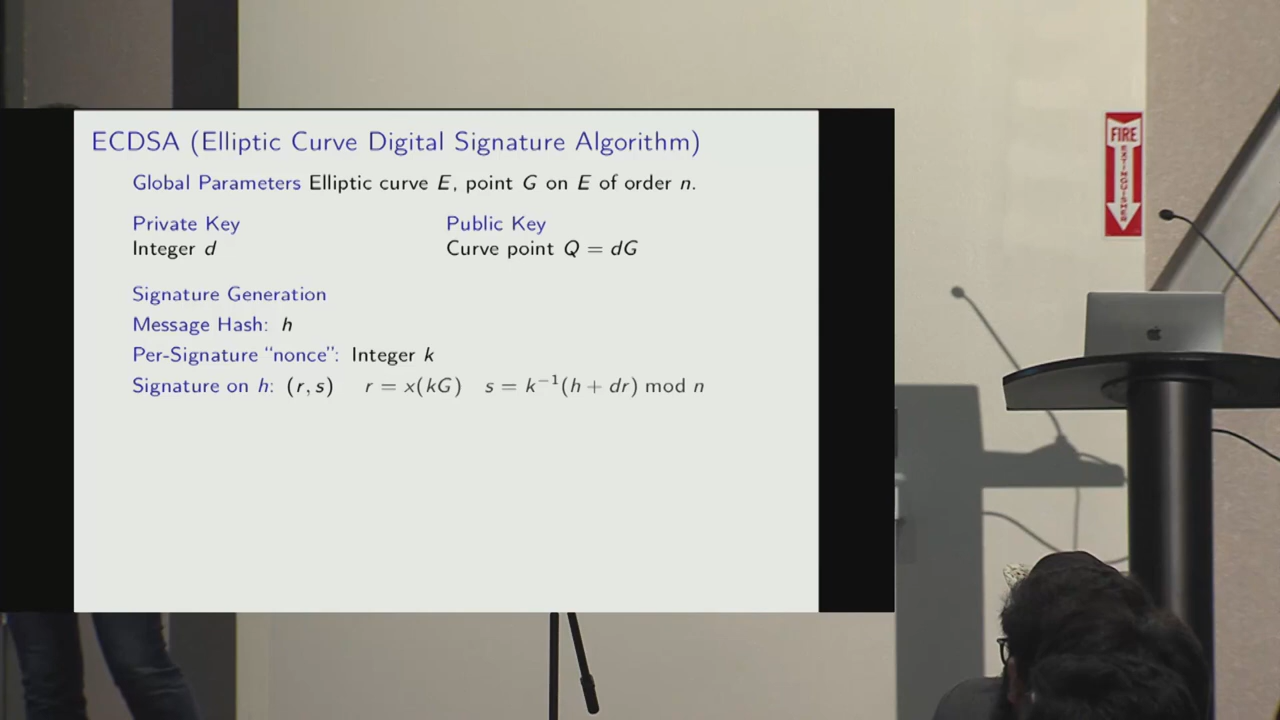 ECDSA (Elliptic Curve Digital Signature Algorithm)
Global Parameters Elliptic curve E, point G on E of order n.
Private Key
Integer d
Public Key
Curve point Q = dG
Signature Generation
Message Hash: h
Per-Signature “nonce”: Integer k
Signature on h: (r, s) r = x(kG) s = k⁻¹(h + dr) mod n
FIRE
EXTINGUISHER